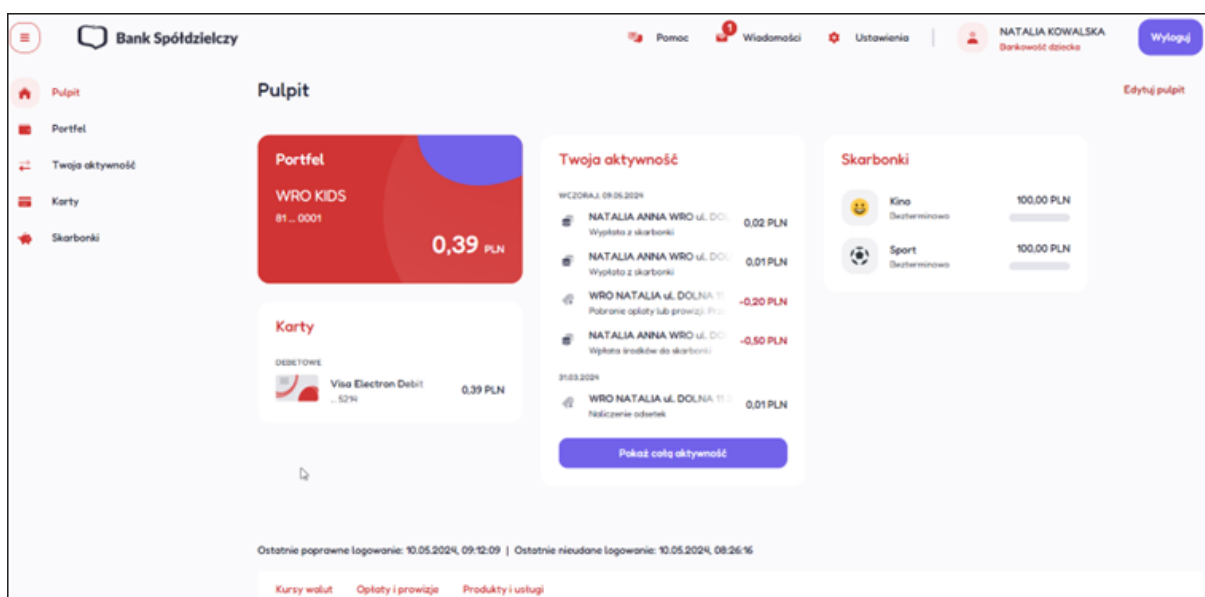 Bank Spółdzielczy
Pomoc
1
Wiadomości
Ustawienia
NATALIA KOWALSKA
Bankowość dziecka
Wyloguj
Pulpit
Portfel
Twoja aktywność
Karty
Skarbonki
Pulpit
Edytuj pulpit
Portfel
WRO KIDS
81 ... 0001
0,39 PLN
Karty
DEBETOWE
Visa Electron Debit
... 5214
0,39 PLN
Twoja aktywność
WCZORAJ, 09.05.2024
NATALIA ANNA WRO ul. DOL
0,02 PLN
Wypłata z skarbonki
NATALIA ANNA WRO ul. DOL
0,01 PLN
Wypłata z skarbonki
WRO NATALIA ul. DOLNA 11
-0,20 PLN
Pobranie opłaty lub prowizji. Prz
NATALIA ANNA WRO ul. DO
-0,50 PLN
Wpłata środków do skarbonki
31.03.2024
WRO NATALIA ul. DOLNA 11
0,01 PLN
Naliczenie odsetek
Pokaż całą aktywność
Skarbonki
Kino
100,00 PLN
Bezterminowo
Sport
100,00 PLN
Bezterminowo
Ostatnie poprawne logowanie: 10.05.2024, 09:12:09 | Ostatnie nieudane logowanie: 10.05.2024, 08:26:16
Kursy walut Opłaty i prowizje Produkty i usługi